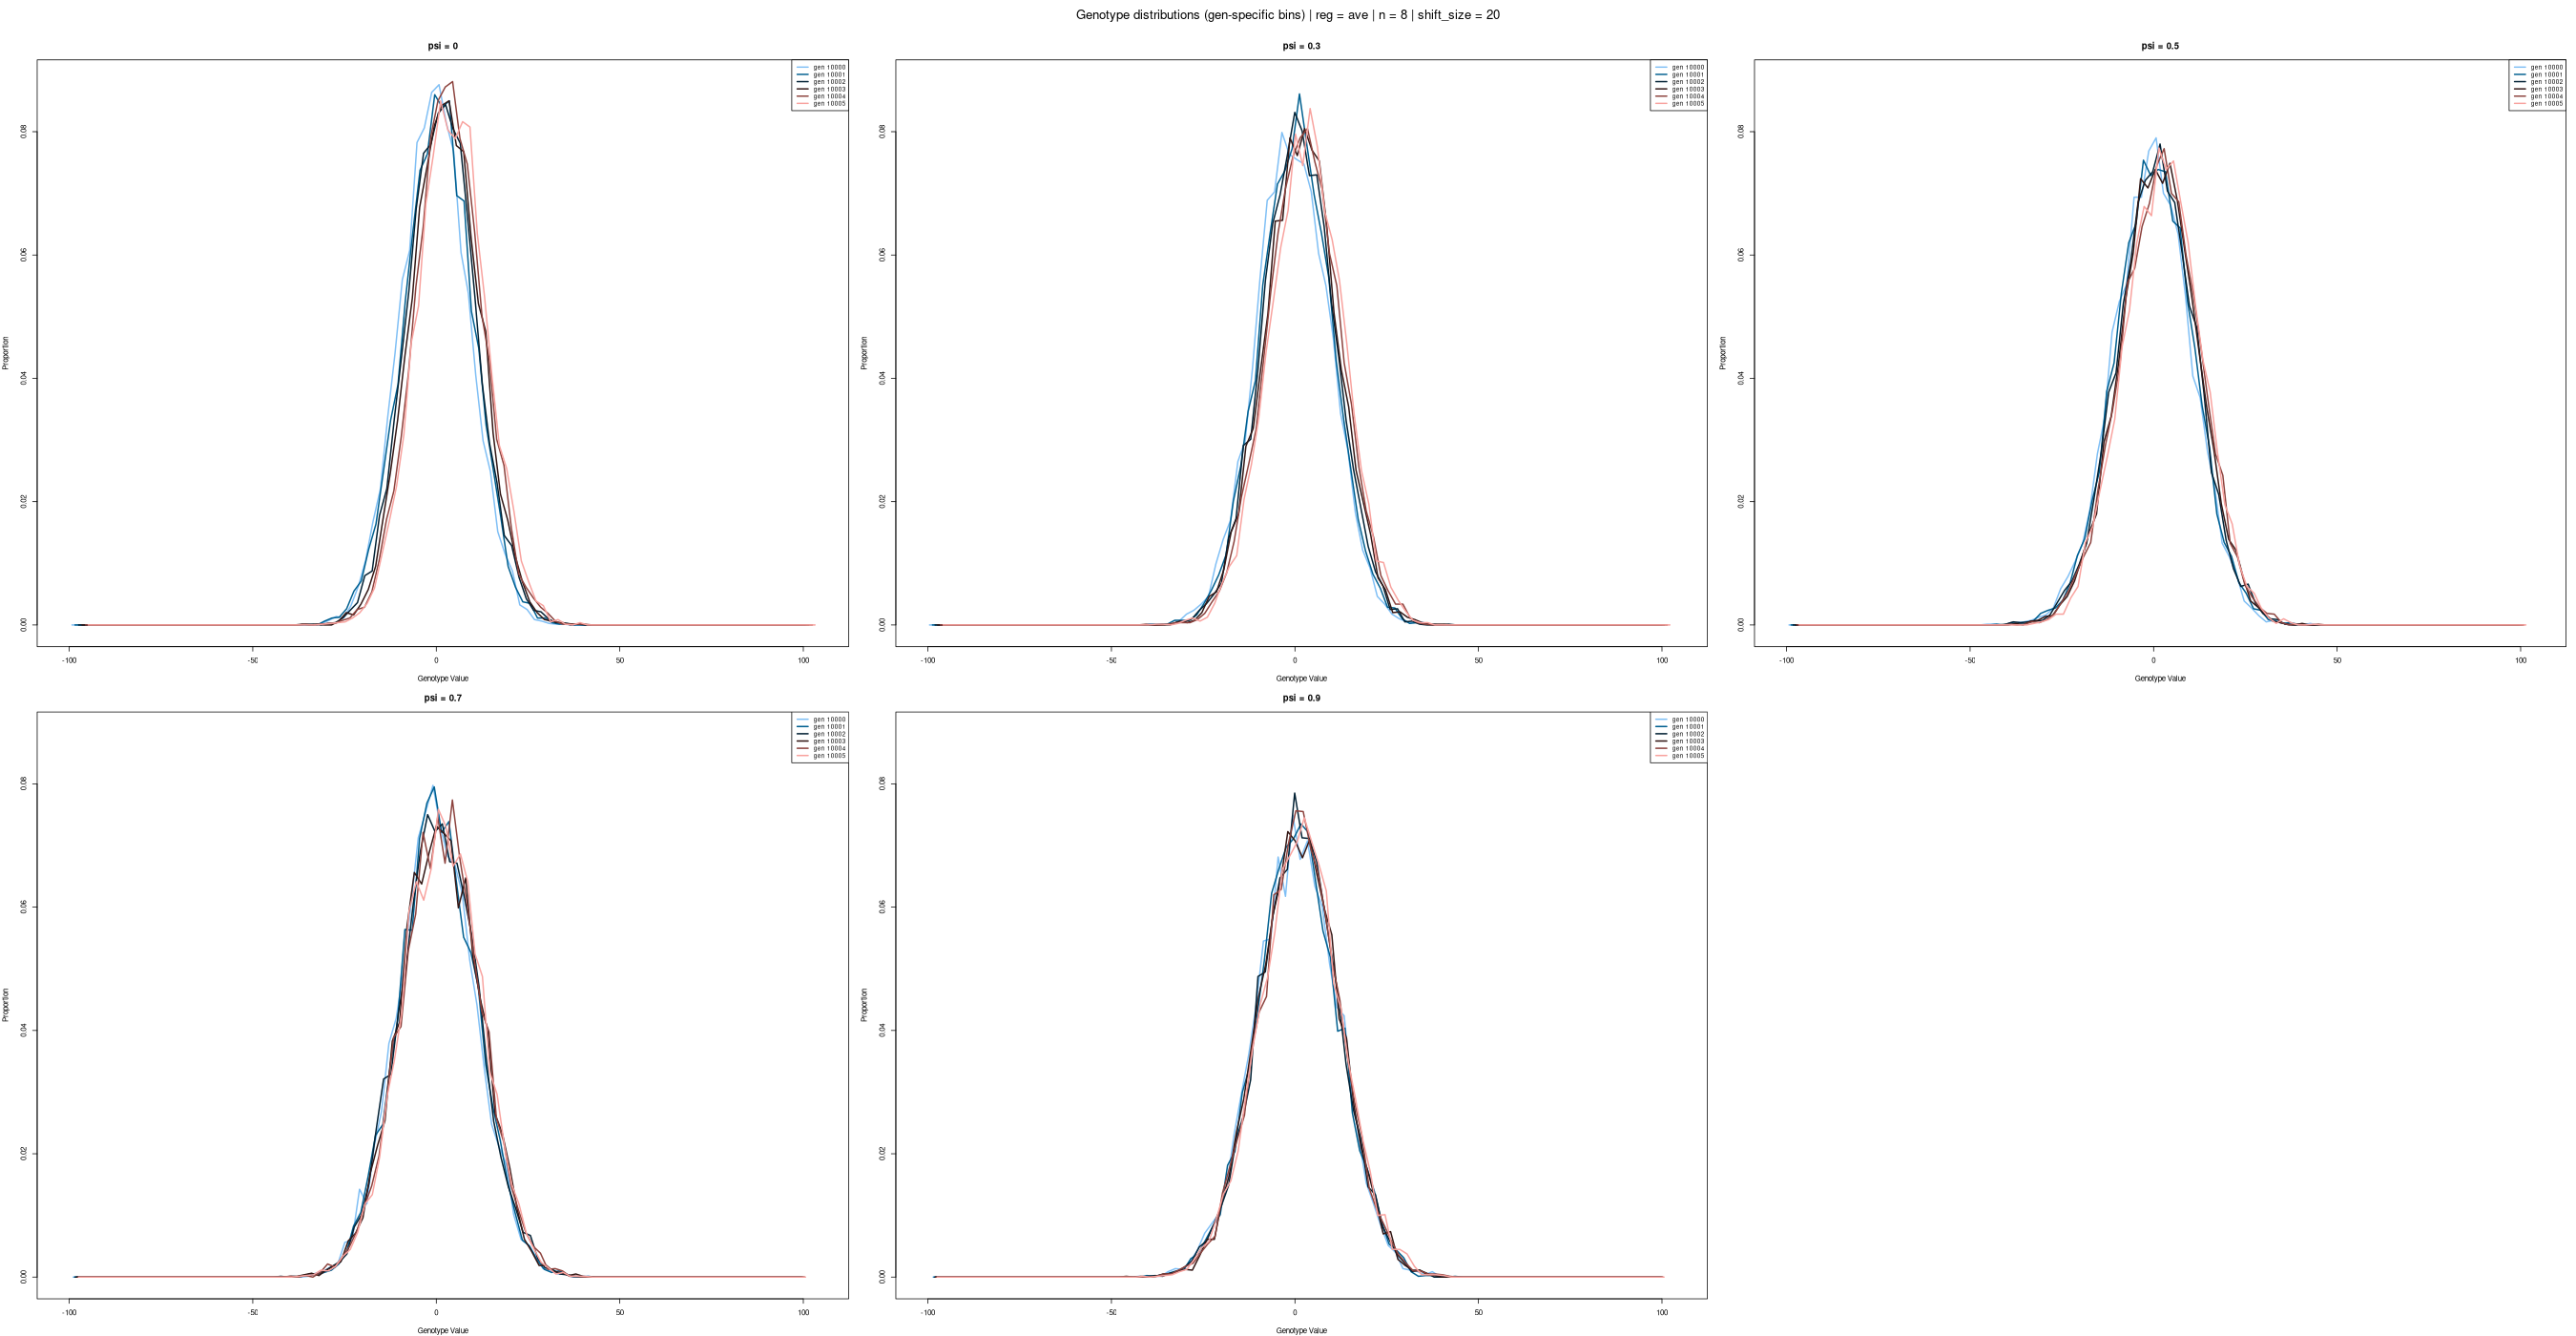 Genotype distributions (gen-specific bins) | reg = ave | n = 8 | shift_size = 20
psi = 0
gen 10000
gen 10001
gen 10002
gen 10003
gen 10004
gen 10005
Proportion
0.08
0.06
0.04
0.02
0.00
-100
-50
0
50
100
Genotype Value
psi = 0.3
gen 10000
gen 10001
gen 10002
gen 10003
gen 10004
gen 10005
Proportion
0.08
0.06
0.04
0.02
0.00
-100
-50
0
50
100
Genotype Value
psi = 0.5
gen 10000
gen 10001
gen 10002
gen 10003
gen 10004
gen 10005
Proportion
0.08
0.06
0.04
0.02
0.00
-100
-50
0
50
100
Genotype Value
psi = 0.7
gen 10000
gen 10001
gen 10002
gen 10003
gen 10004
gen 10005
Proportion
0.08
0.06
0.04
0.02
0.00
-100
-50
0
50
100
Genotype Value
psi = 0.9
gen 10000
gen 10001
gen 10002
gen 10003
gen 10004
gen 10005
Proportion
0.08
0.06
0.04
0.02
0.00
-100
-50
0
50
100
Genotype Value